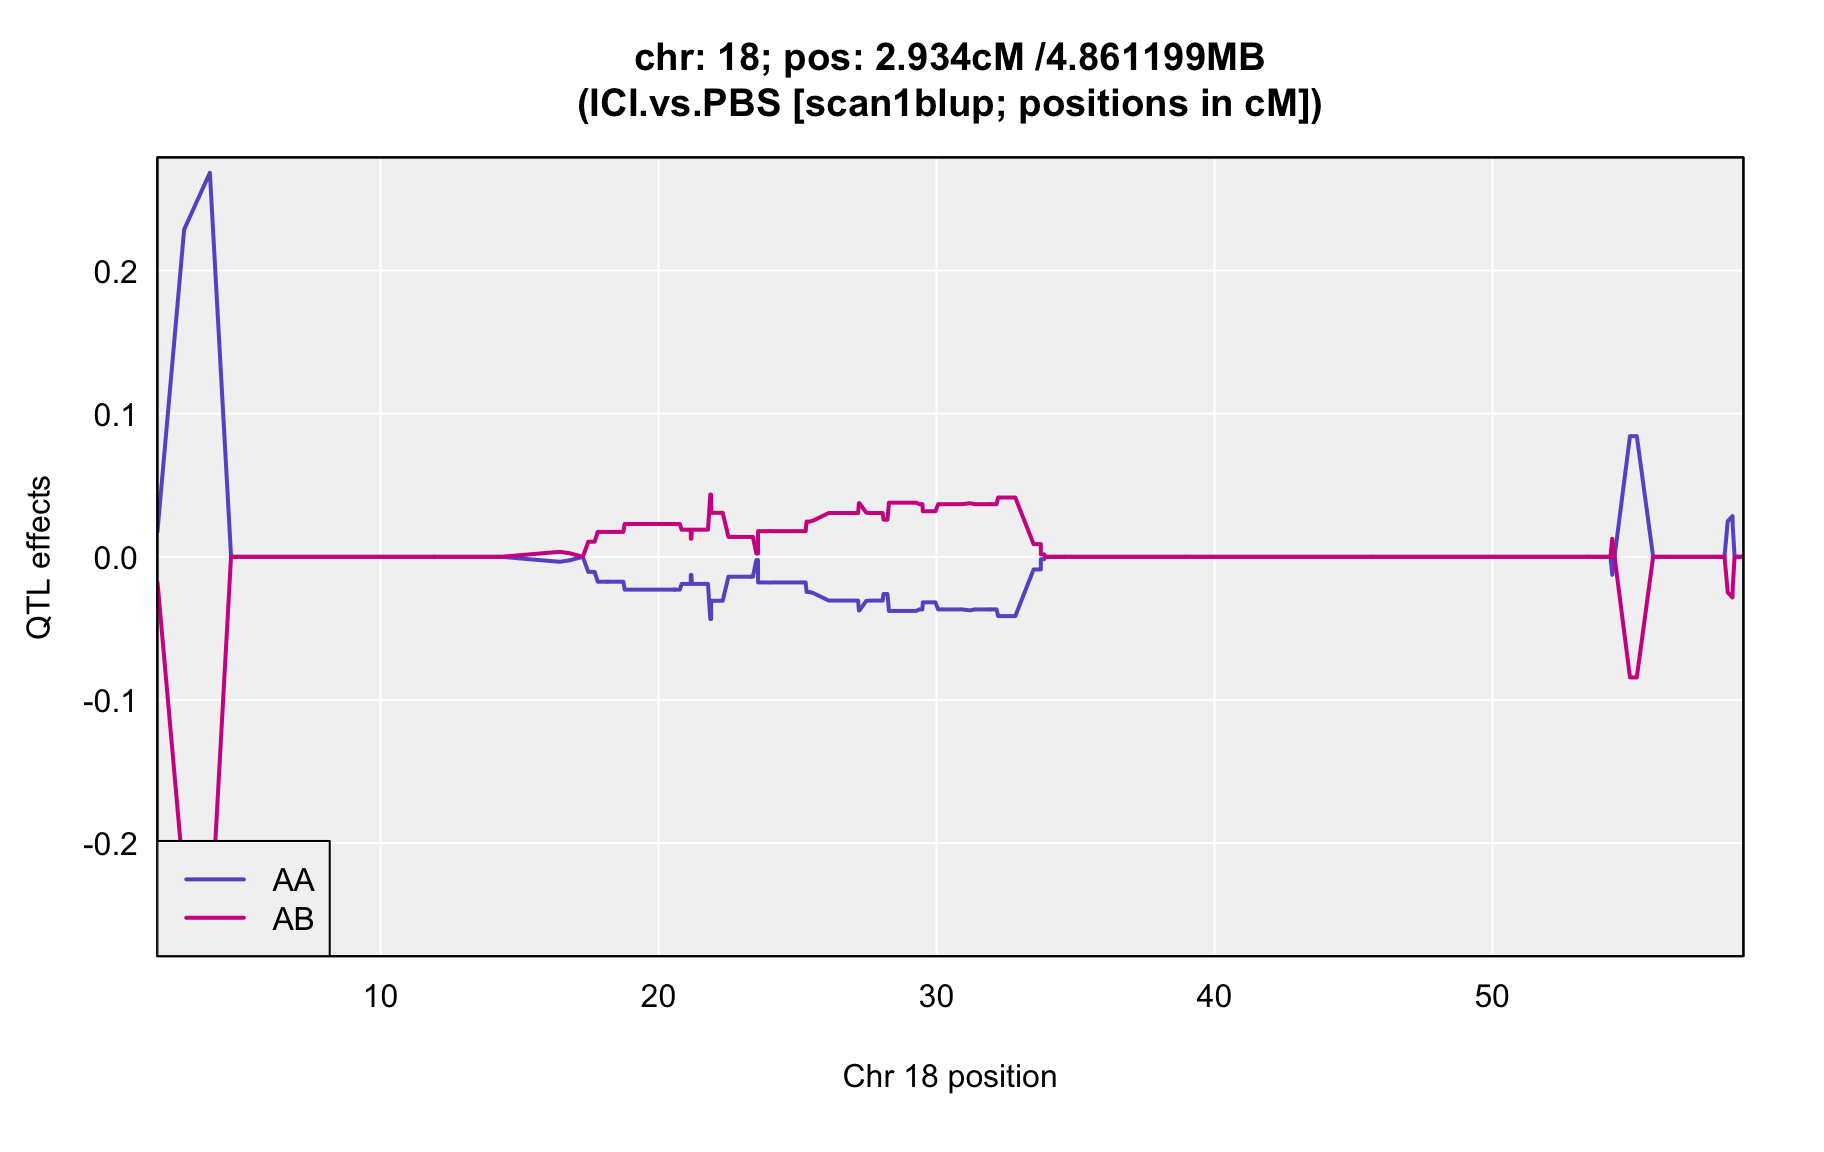 chr: 18; pos: 2.934cM /4.861199MB
(ICI.vs.PBS [scan1blup; positions in cM])
QTL effects
0.2
0.1
0.0
-0.1
-0.2
AA
AB
10 20 30 40 50
Chr 18 position